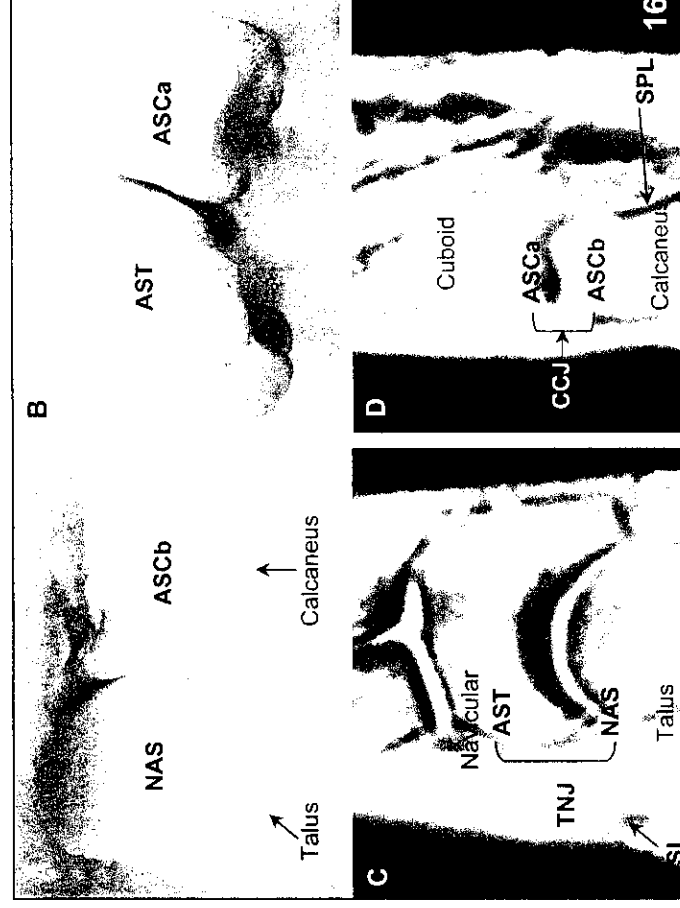 B
AST
ASCa
NAS
ASCb
Talus
Calcaneus
C
Navicular
AST
NAS
TNJ
Talus
D
16
Cuboid
SPL
ASCa
ASCb
CCJ
Calcaneus